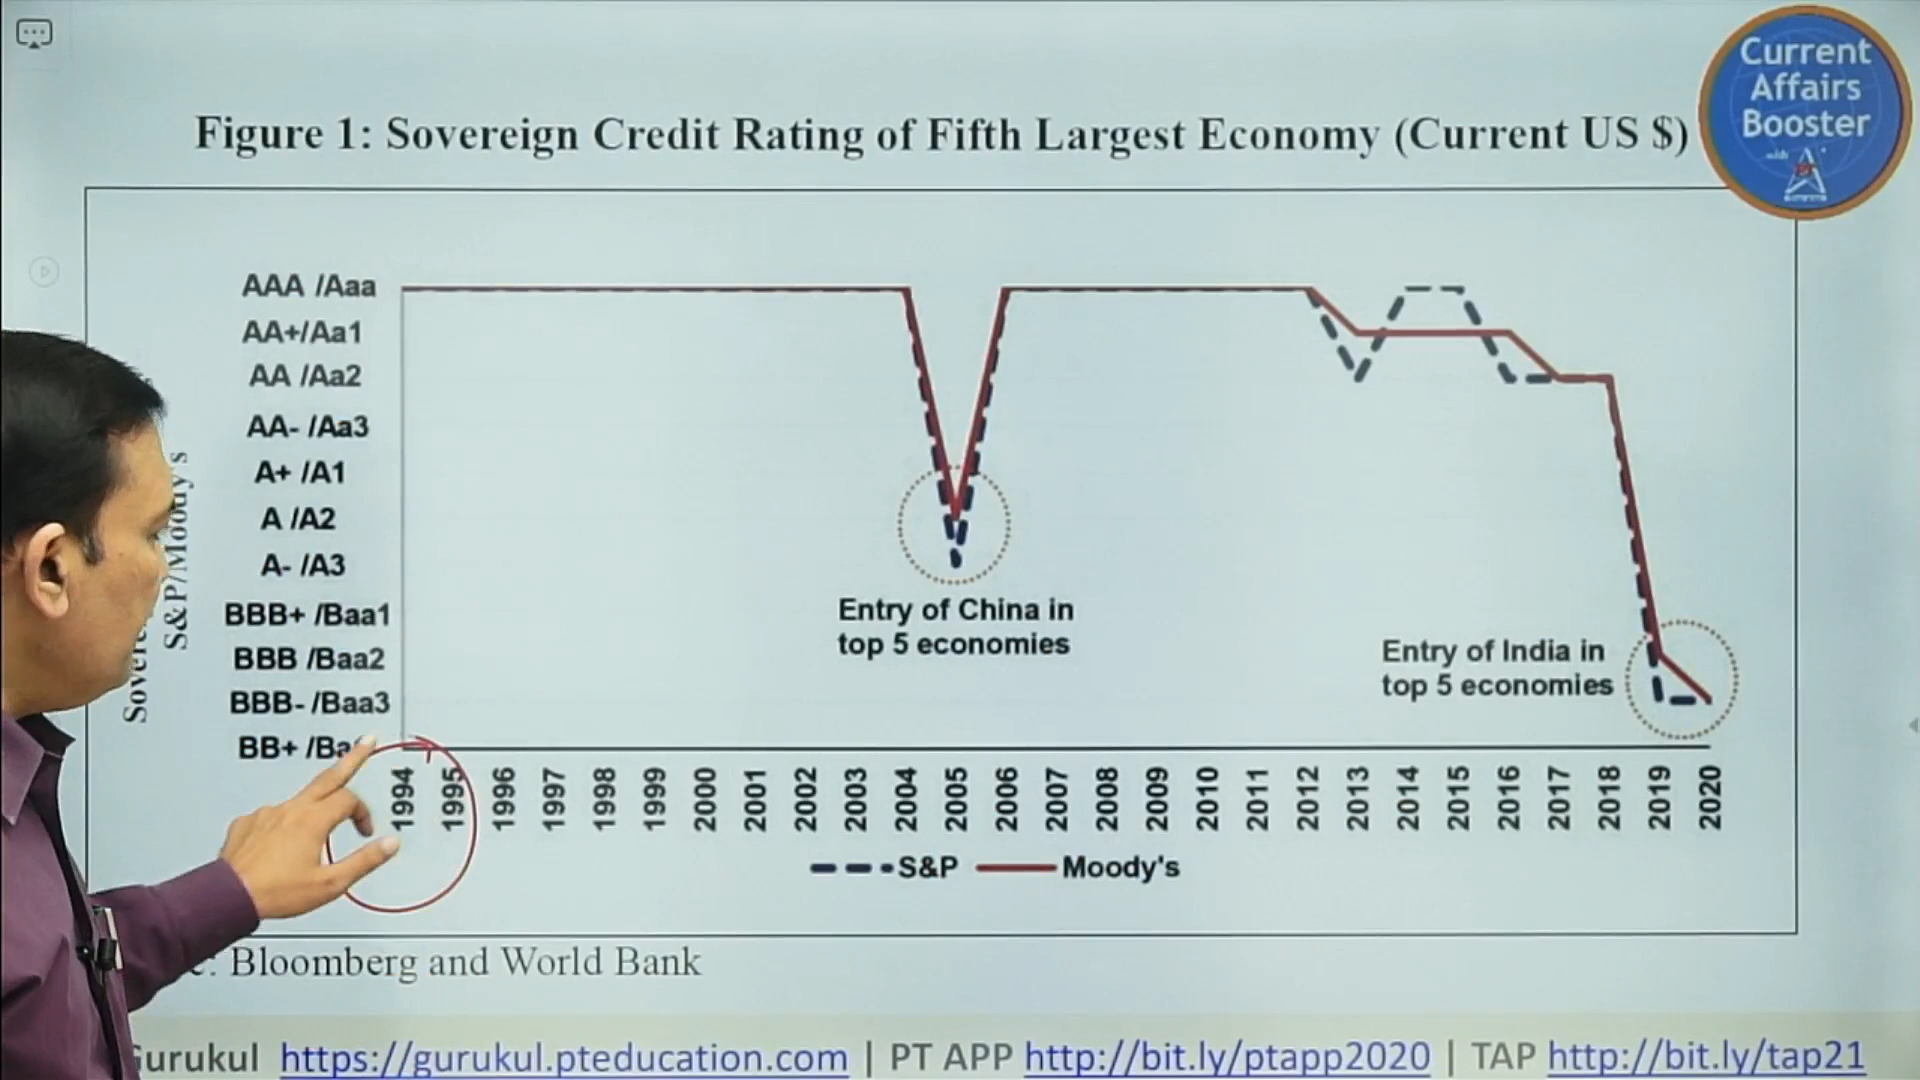 Current
Affairs
Booster
with
Figure 1: Sovereign Credit Rating of Fifth Largest Economy (Current US $)
S&P/Moody's
AAA /Aaa
AA+/Aa1
AA /Aa2
AA- /Aa3
A+ /A1
A /A2
A- /A3
BBB+ /Baa1
BBB /Baa2
BBB- /Baa3
BB+
Entry of China in
top 5 economies
Entry of India in
top 5 economies
1994 1995 1996 1997 1998 1999 2000 2001 2002 2003 2004 2005 2006 2007 2008 2009 2010 2011 2012 2013 2014 2015 2016 2017 2018 2019 2020
S&P Moody's
Bloomberg and World Bank
Gurukul https://gurukul.pteducation.com | PT APP http://bit.ly/ptapp2020 | TAP http://bit.ly/tap21